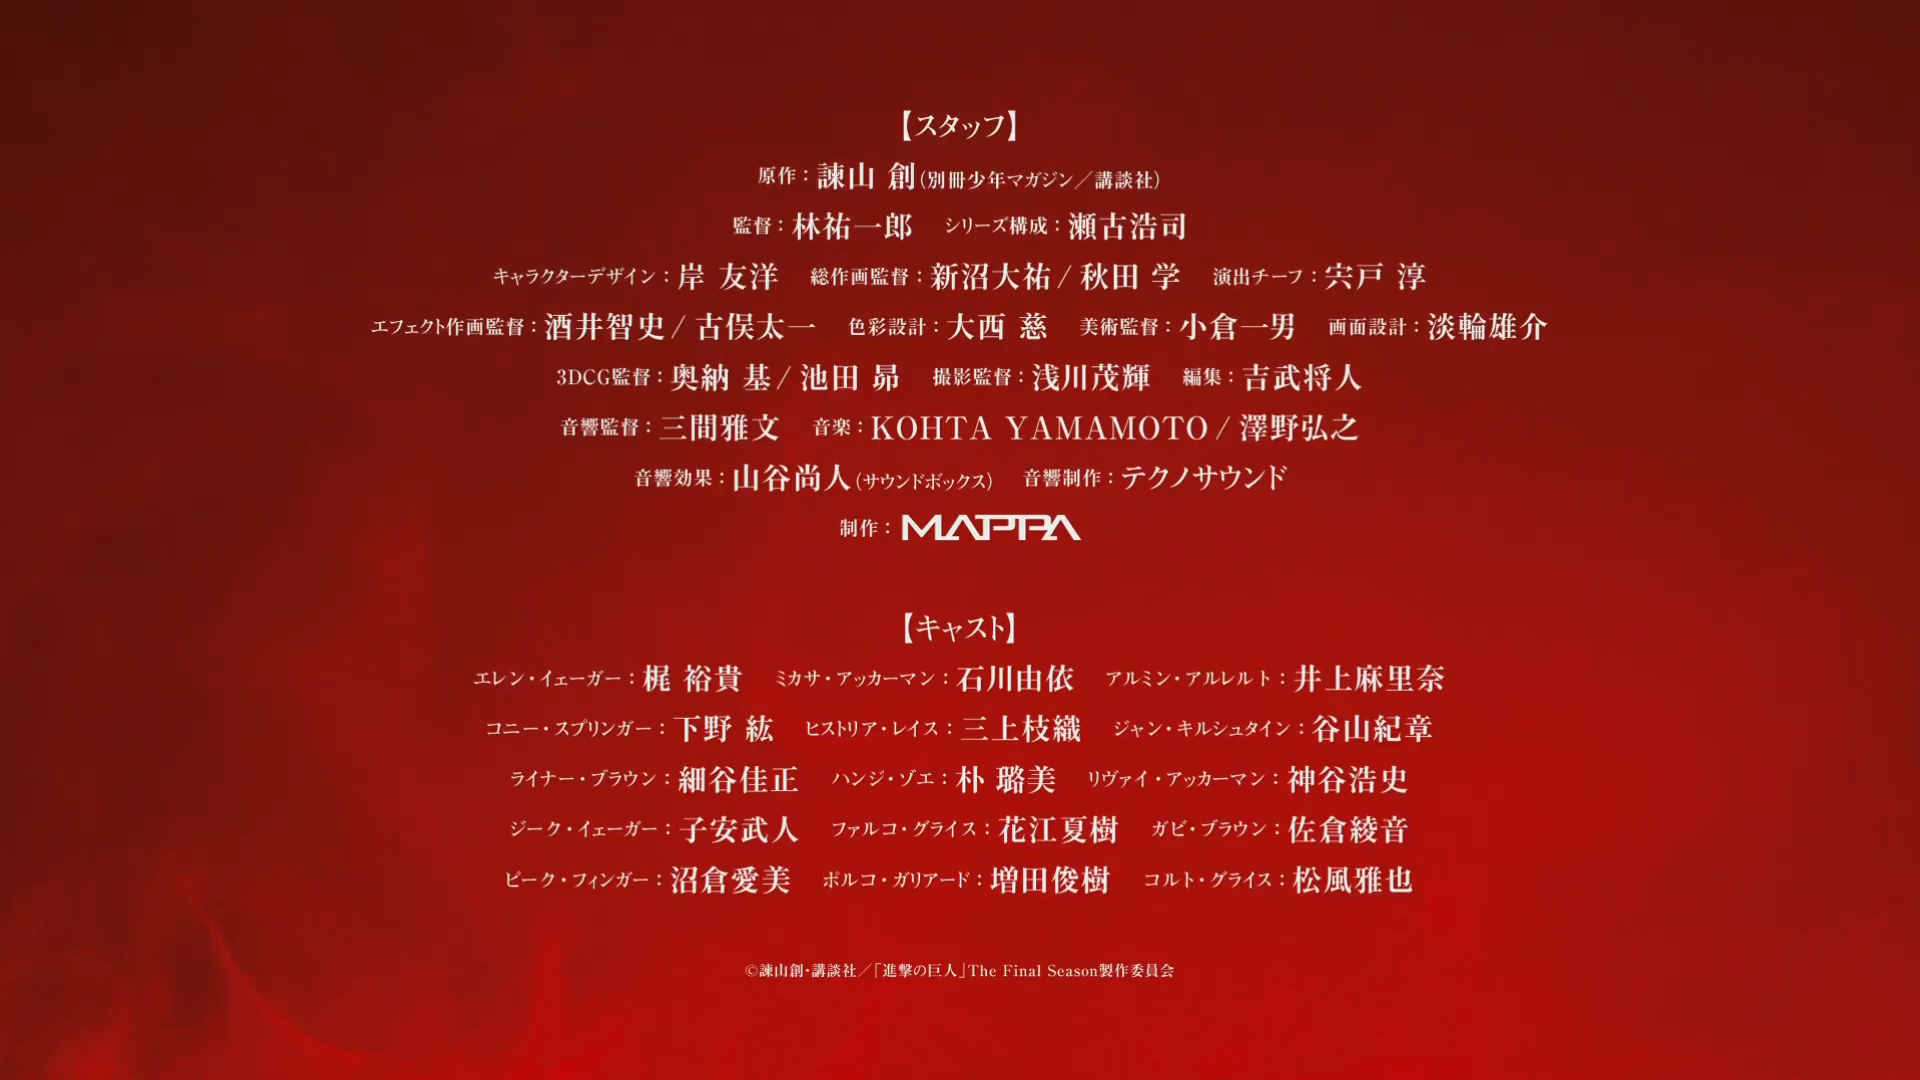 【スタッフ】
原作：諫山 創（別冊少年マガジン／講談社）
監督：林祐一郎　シリーズ構成：瀬古浩司
キャラクターデザイン：岸 友洋　総作画監督：新沼大祐 / 秋田 学　演出チーフ：宍戸 淳
エフェクト作画監督：酒井智史 / 古俣太一　色彩設計：大西 慈　美術監督：小倉一男　画面設計：淡輪雄介
3DCG監督：奥納 基 / 池田 昴　撮影監督：浅川茂輝　編集：吉武将人
音響監督：三間雅文　音楽：KOHTA YAMAMOTO / 澤野弘之
音響効果：山谷尚人（サウンドボックス）　音響制作：テクノサウンド
制作：MAPPA
【キャスト】
エレン・イェーガー：梶 裕貴　ミカサ・アッカーマン：石川由依　アルミン・アルレルト：井上麻里奈
コニー・スプリンガー：下野 紘　ヒストリア・レイス：三上枝織　ジャン・キルシュタイン：谷山紀章
ライナー・ブラウン：細谷佳正　ハンジ・ゾエ：朴 璐美　リヴァイ・アッカーマン：神谷浩史
ジーク・イェーガー：子安武人　ファルコ・グライス：花江夏樹　ガビ・ブラウン：佐倉綾音
ピーク・フィンガー：沼倉愛美　ポルコ・ガリアード：増田俊樹　コルト・グライス：松風雅也
©諫山創・講談社／「進撃の巨人」The Final Season製作委員会